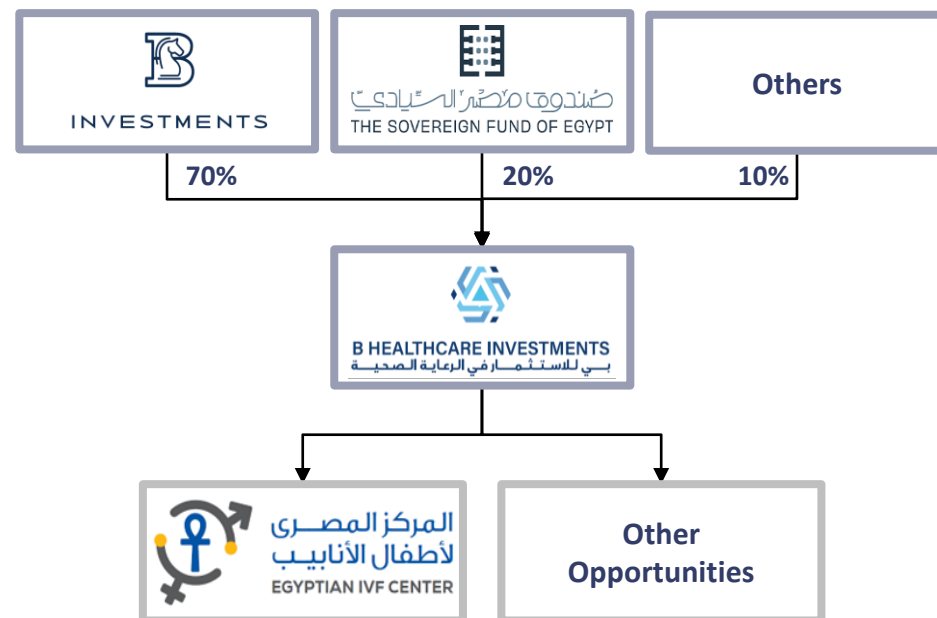 B
INVESTMENTS
صندوق مصر السيادي
THE SOVEREIGN FUND OF EGYPT
Others
70%
20%
10%
B HEALTHCARE INVESTMENTS
بي للاستثمار في الرعاية الصحية
المركز المصرى
لأطفال الأنابيب
EGYPTIAN IVF CENTER
Other
Opportunities